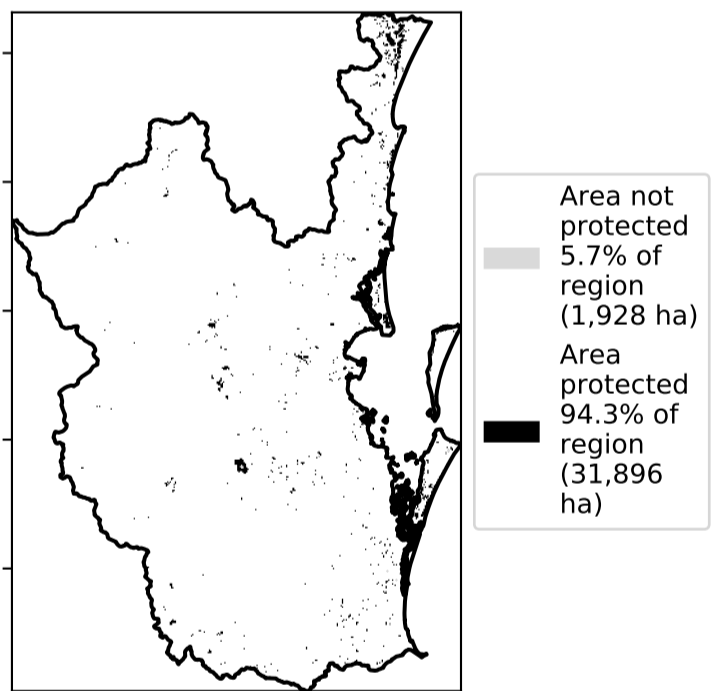 Area not
protected
5.7% of
region
(1,928 ha)
Area
protected
94.3% of
region
(31,896
ha)